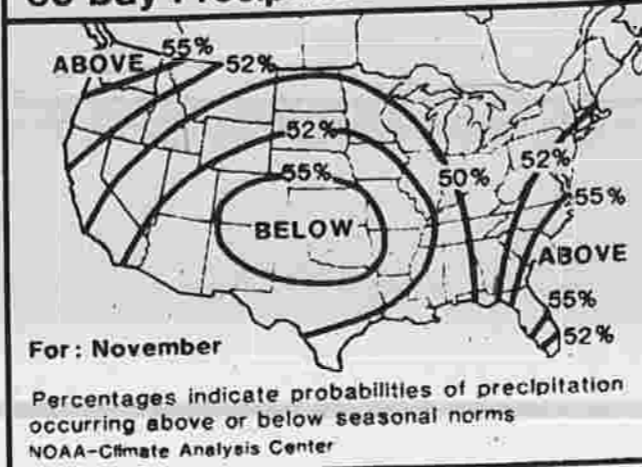 ABOVE
55%
52%
52%
55%
BELOW
50%
52%
55%
ABOVE
55%
52%
For: November
Percentages indicate probabilities of precipitation
occurring above or below seasonal norms
NOAA-Climate Analysis Center